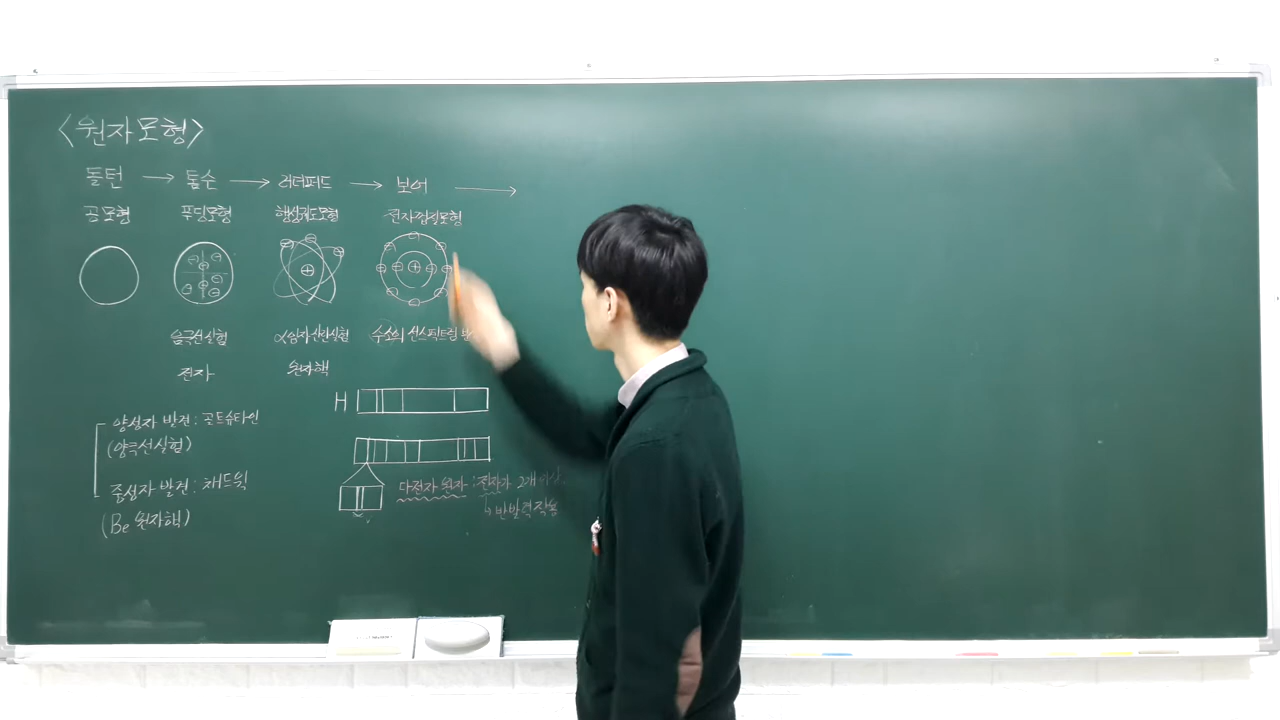 <원자모형>
돌턴 → 톰슨 → 러더퍼드 → 보어 →
공모형 푸딩모형 행성궤도모형 전자껍질모형
음극선실험 α입자산란실험 수소의 선스펙트럼
전자 원자핵
H
양성자 발견: 골트슈타인
(양극선실험)
중성자 발견: 채드윅
(Be 원자핵)
다전자 원자 : 전자가 2개 이상
↳ 반발력 작용